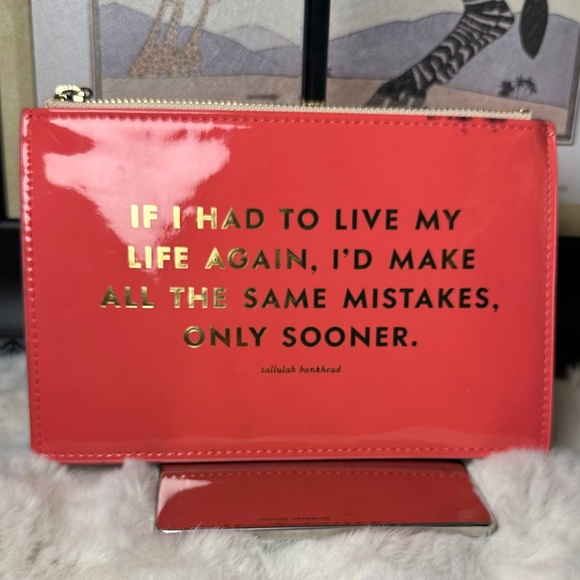 IF I HAD TO LIVE MY
LIFE AGAIN, I'D MAKE
ALL THE SAME MISTAKES,
ONLY SOONER.
tallulah bankhead